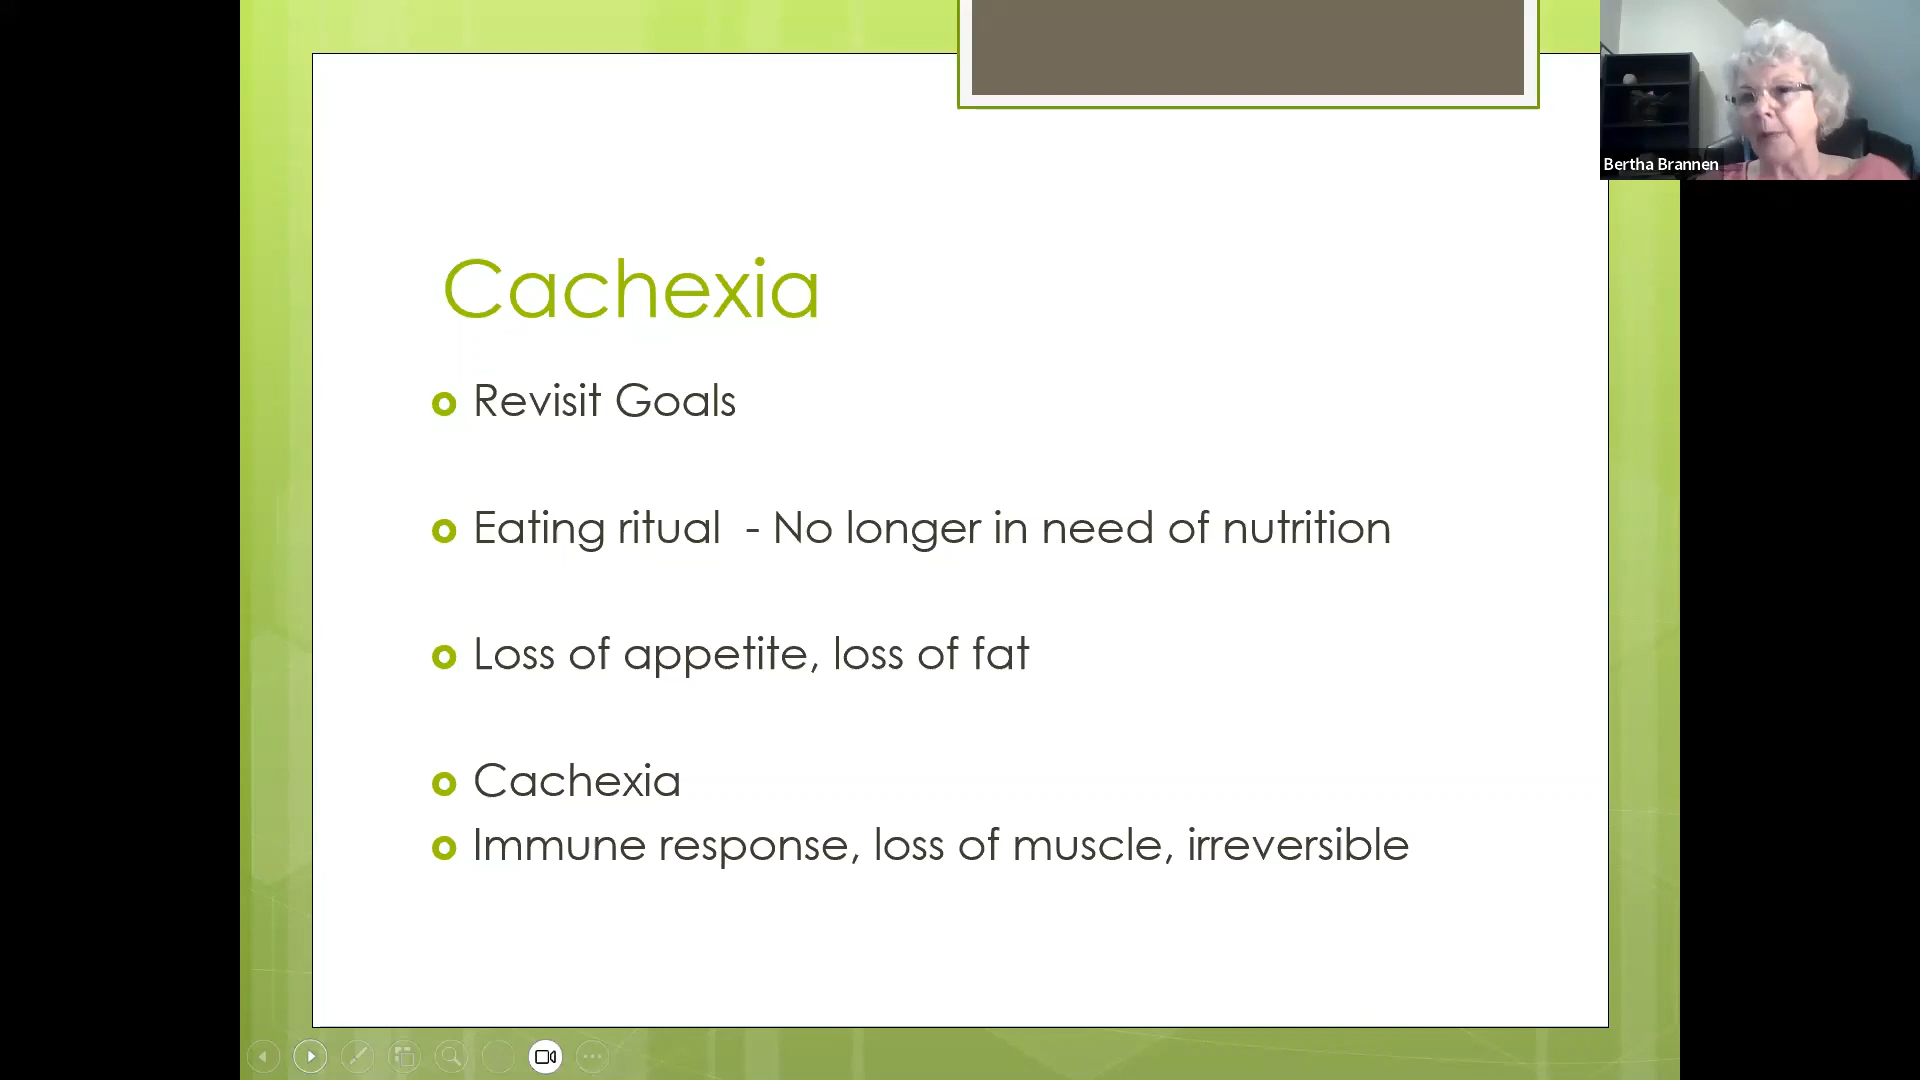 Bertha Brannen
Cachexia
Revisit Goals
Eating ritual - No longer in need of nutrition
Loss of appetite, loss of fat
Cachexia
Immune response, loss of muscle, irreversible